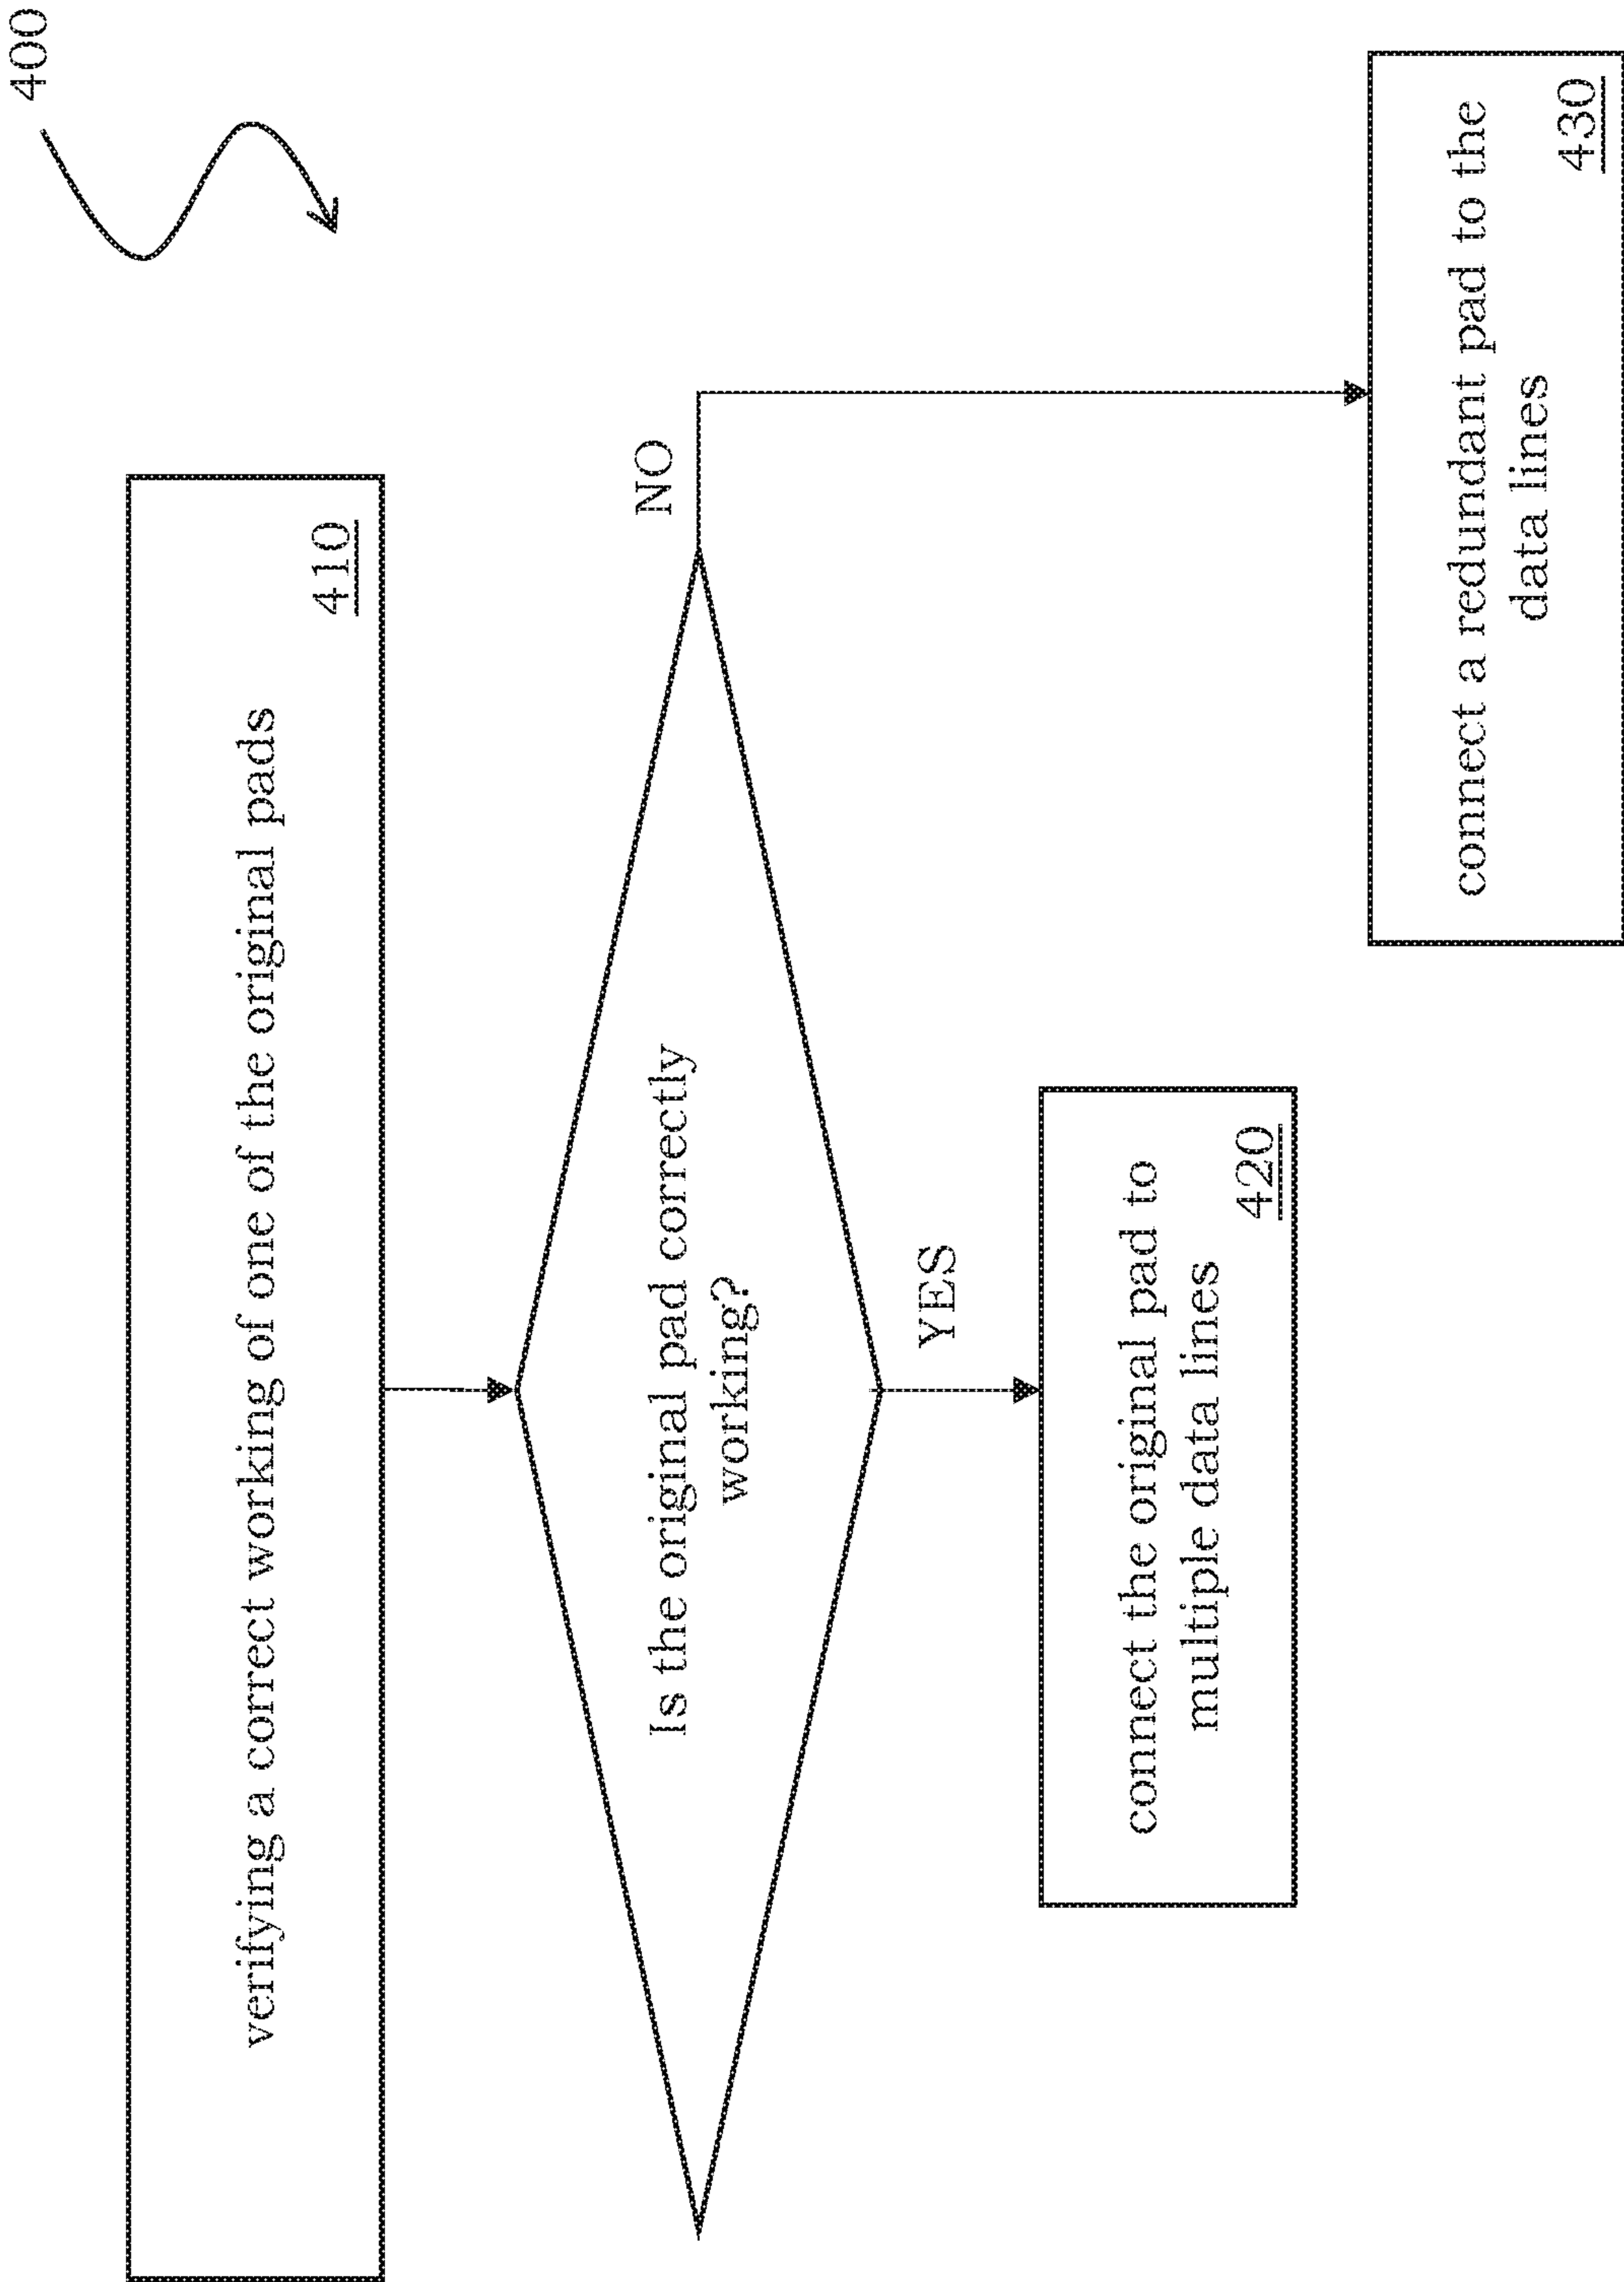 400
verifying a correct working of one of the original pads
410
Is the original pad correctly
working?
NO
YES
connect the original pad to
multiple data lines
420
connect a redundant pad to the
data lines
430